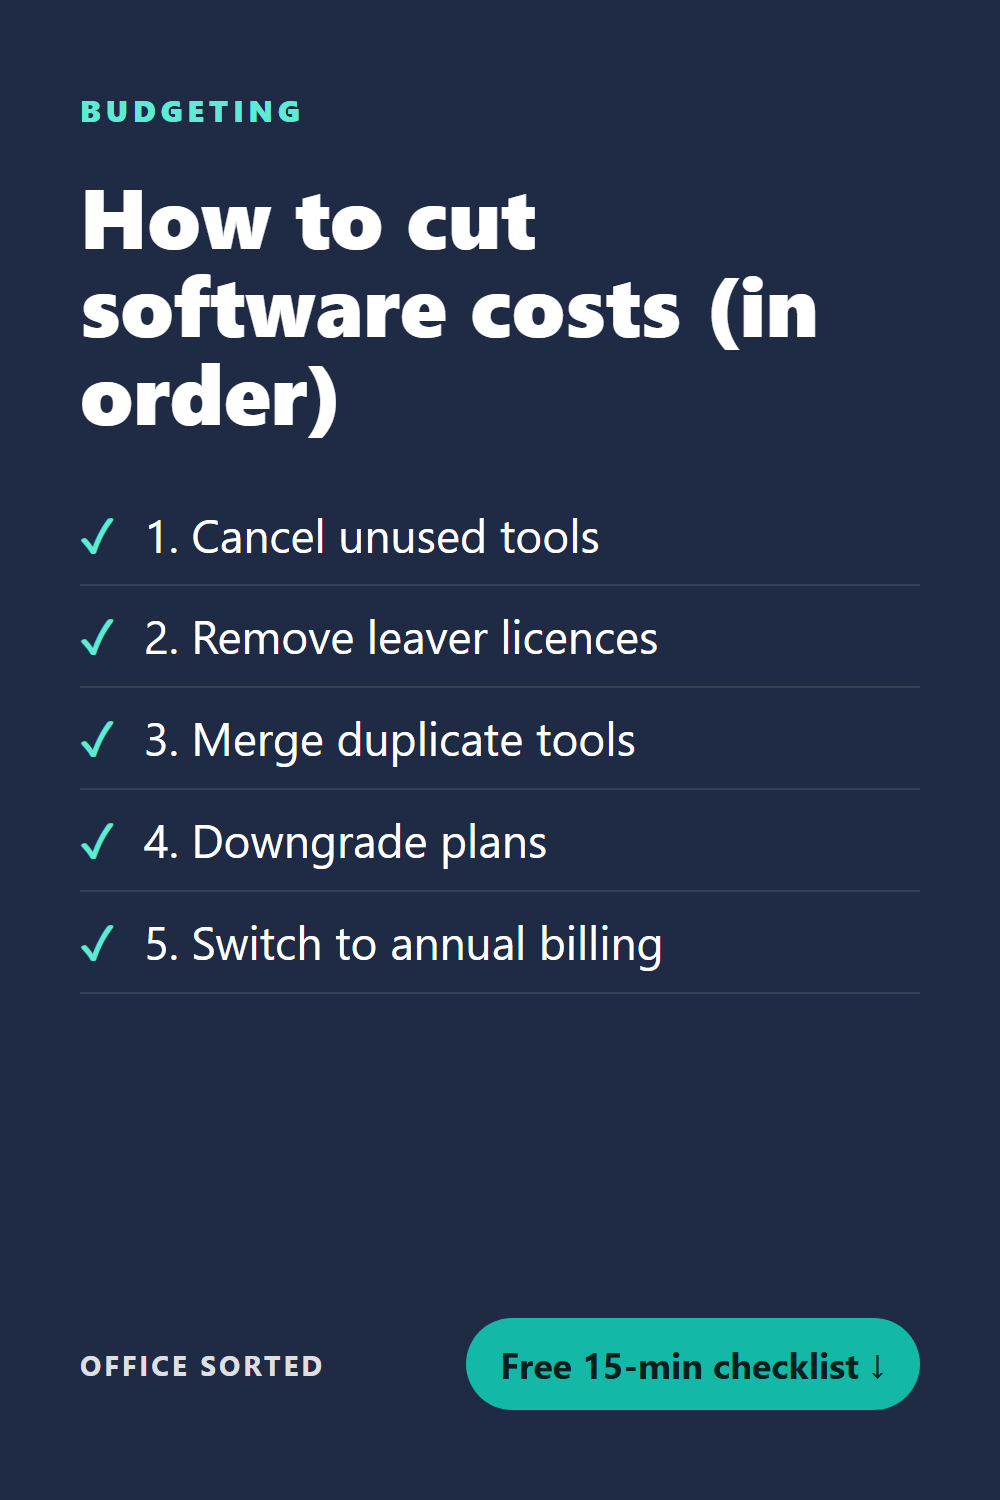 BUDGETING
How to cut
software costs (in
order)
✓ 1. Cancel unused tools
✓ 2. Remove leaver licences
✓ 3. Merge duplicate tools
✓ 4. Downgrade plans
✓ 5. Switch to annual billing
OFFICE SORTED
Free 15-min checklist ↓